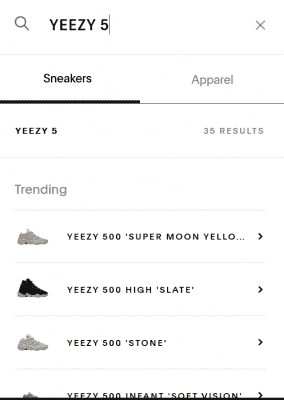 YEEZY 5
Sneakers
Apparel
YEEZY 5
35 RESULTS
Trending
YEEZY 500 'SUPER MOON YELLO...
YEEZY 500 HIGH 'SLATE'
YEEZY 500 'STONE'
YEEZY 500 INFANT 'SOFT VISION'